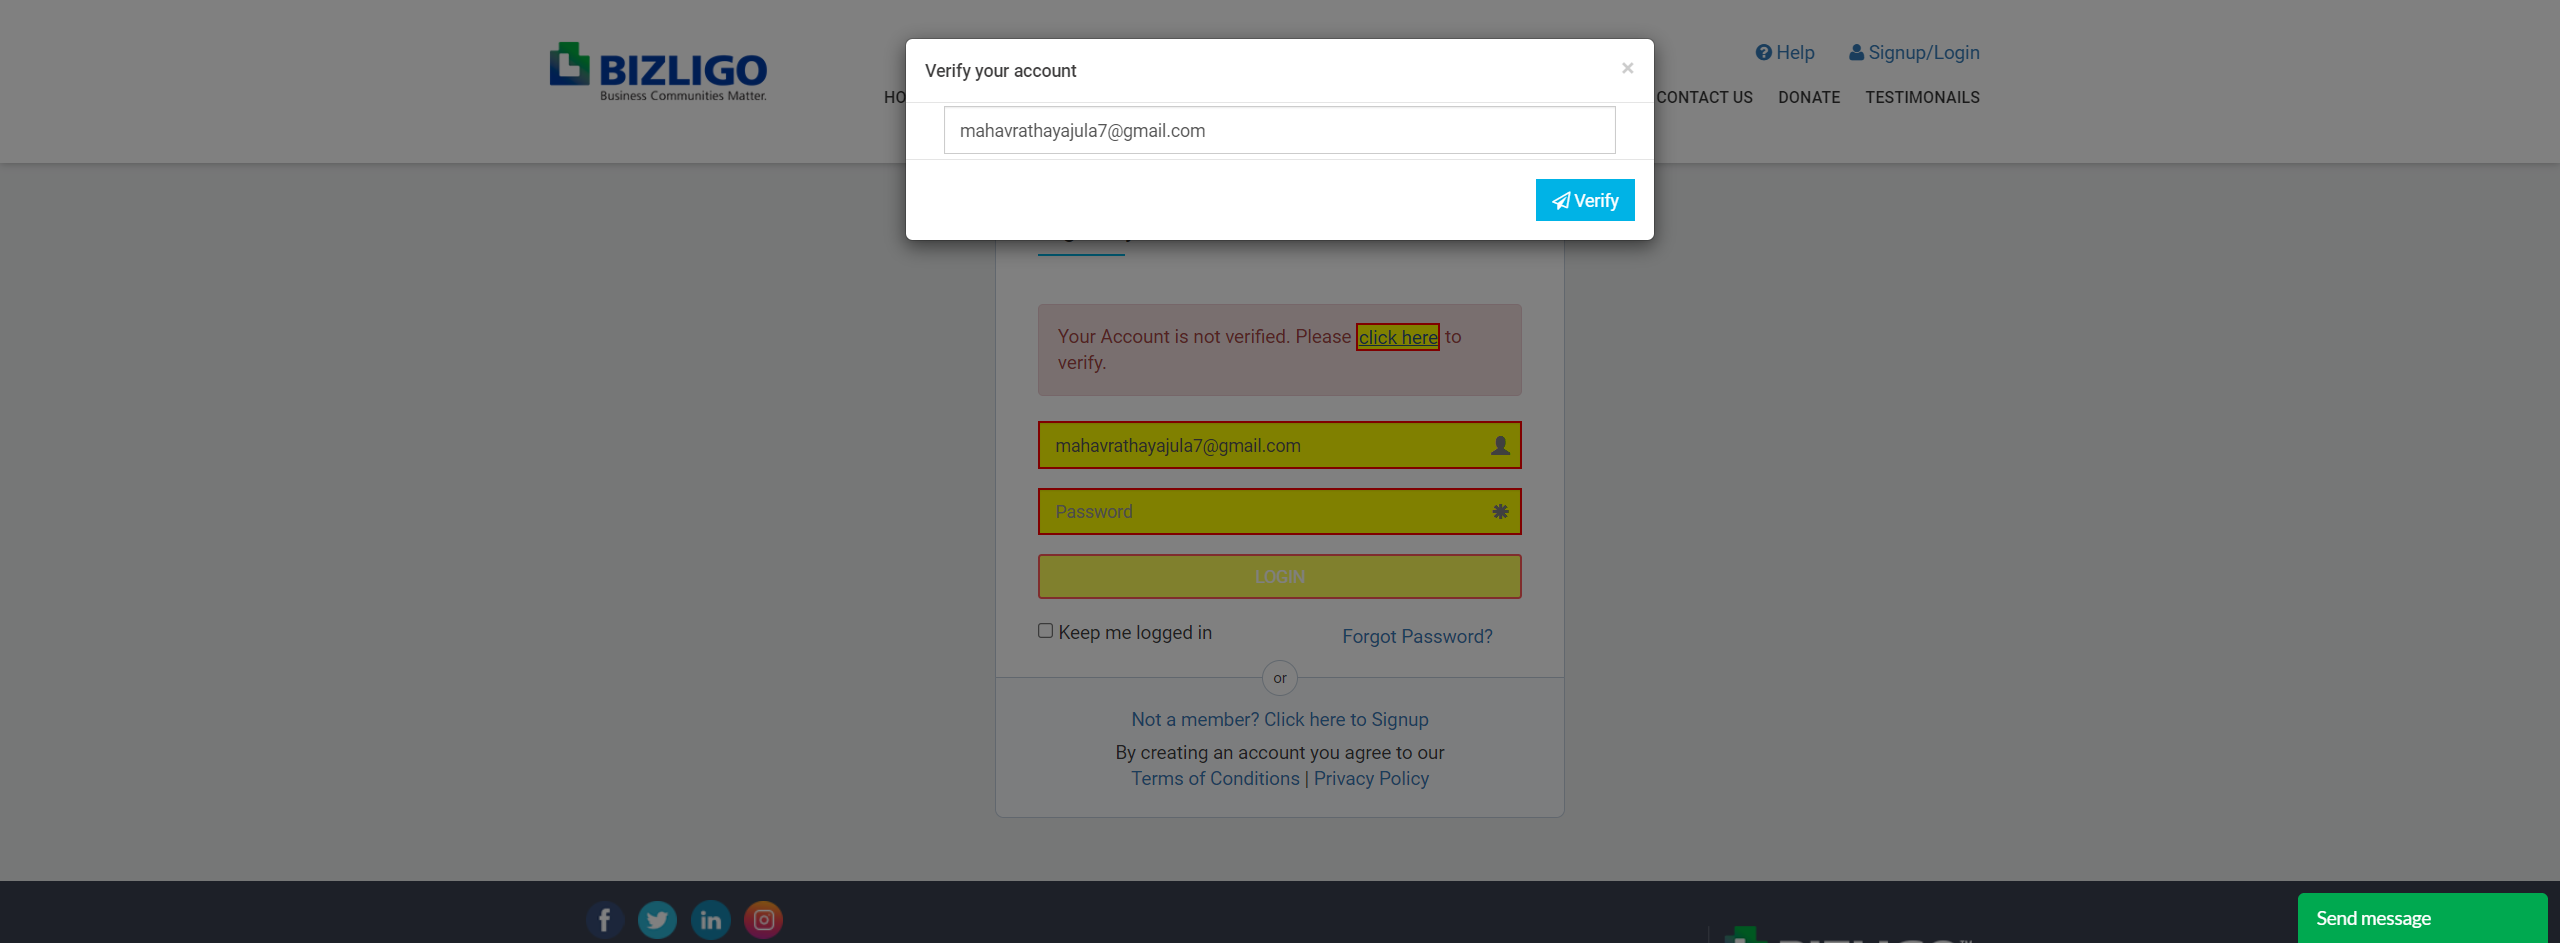 BIZLIGO
Business Communities Matter.
Help
Signup/Login
CONTACT US
DONATE
TESTIMONAILS
Verify your account
×
mahavrathayajula7@gmail.com
Verify
Your Account is not verified. Please click here to
verify.
mahavrathayajula7@gmail.com
Password
LOGIN
Keep me logged in
Forgot Password?
or
Not a member? Click here to Signup
By creating an account you agree to our
Terms of Conditions | Privacy Policy
Send message